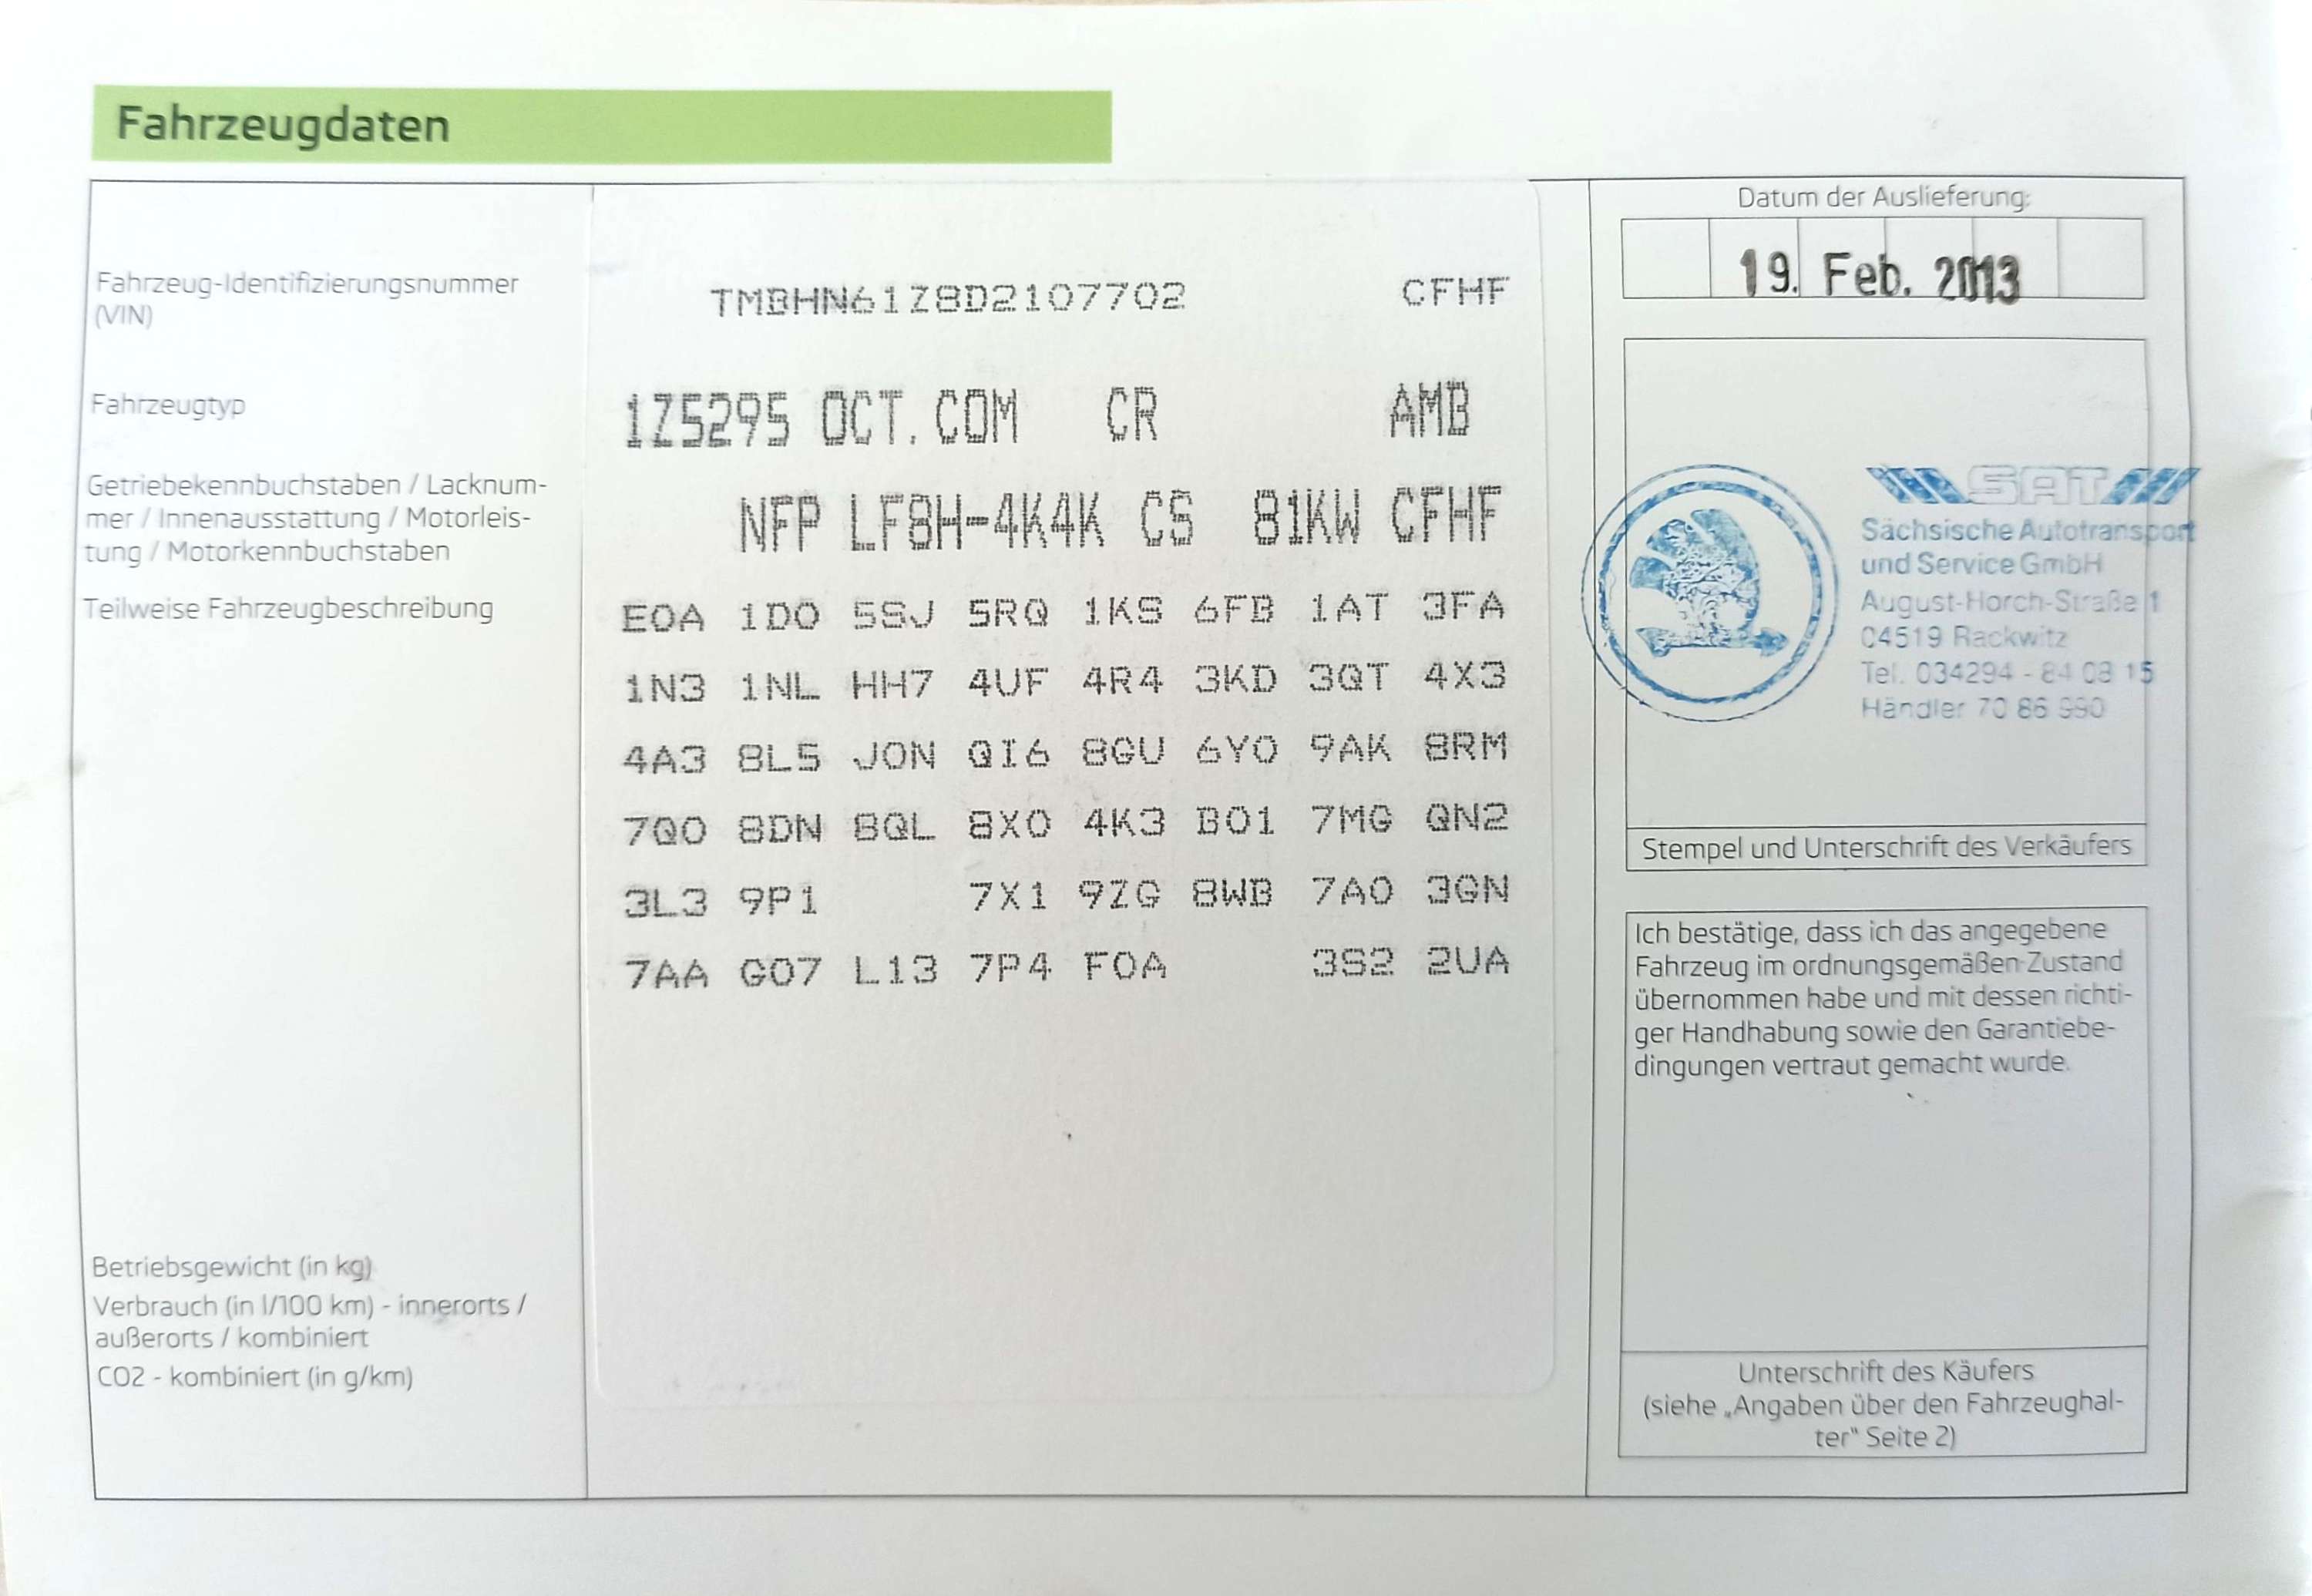 Fahrzeugdaten
Fahrzeug-Identifizierungsnummer
(VIN)
TMBHN61Z8D2107702 CFHF
Fahrzeugtyp
1Z5295 OCT.COM CR AMB
Getriebekennbuchstaben / Lacknum-
mer / Innenausstattung / Motorleis-
tung / Motorkennbuchstaben
NFP LF8H-4K4K CS 81KW CFHF
Teilweise Fahrzeugbeschreibung
E0A 1D0 5SJ 5RQ 1KS 6FB 1AT 3FA
1N3 1NL HH7 4UF 4R4 3KD 3QT 4X3
4A3 8L5 J0N QI6 8GU 6Y0 9AK 8RM
7Q0 8DN 8QL 8X0 4K3 B01 7MG QN2
3L3 9P1 7X1 9ZG 8WB 7A0 3GN
7AA G07 L13 7P4 F0A 3S2 2UA
Betriebsgewicht (in kg)
Verbrauch (in l/100 km) - innerorts /
außerorts / kombiniert
CO2 - kombiniert (in g/km)
Datum der Auslieferung:
19. Feb. 2013
SAT
Sächsische Autotransport
und Service GmbH
August-Horch-Straße 1
04519 Rackwitz
Tel. 034294 - 84 08 15
Händler 70 86 990
Stempel und Unterschrift des Verkäufers
Ich bestätige, dass ich das angegebene
Fahrzeug im ordnungsgemäßen Zustand
übernommen habe und mit dessen richti-
ger Handhabung sowie den Garantiebe-
dingungen vertraut gemacht wurde.
Unterschrift des Käufers
(siehe „Angaben über den Fahrzeughal-
ter" Seite 2)